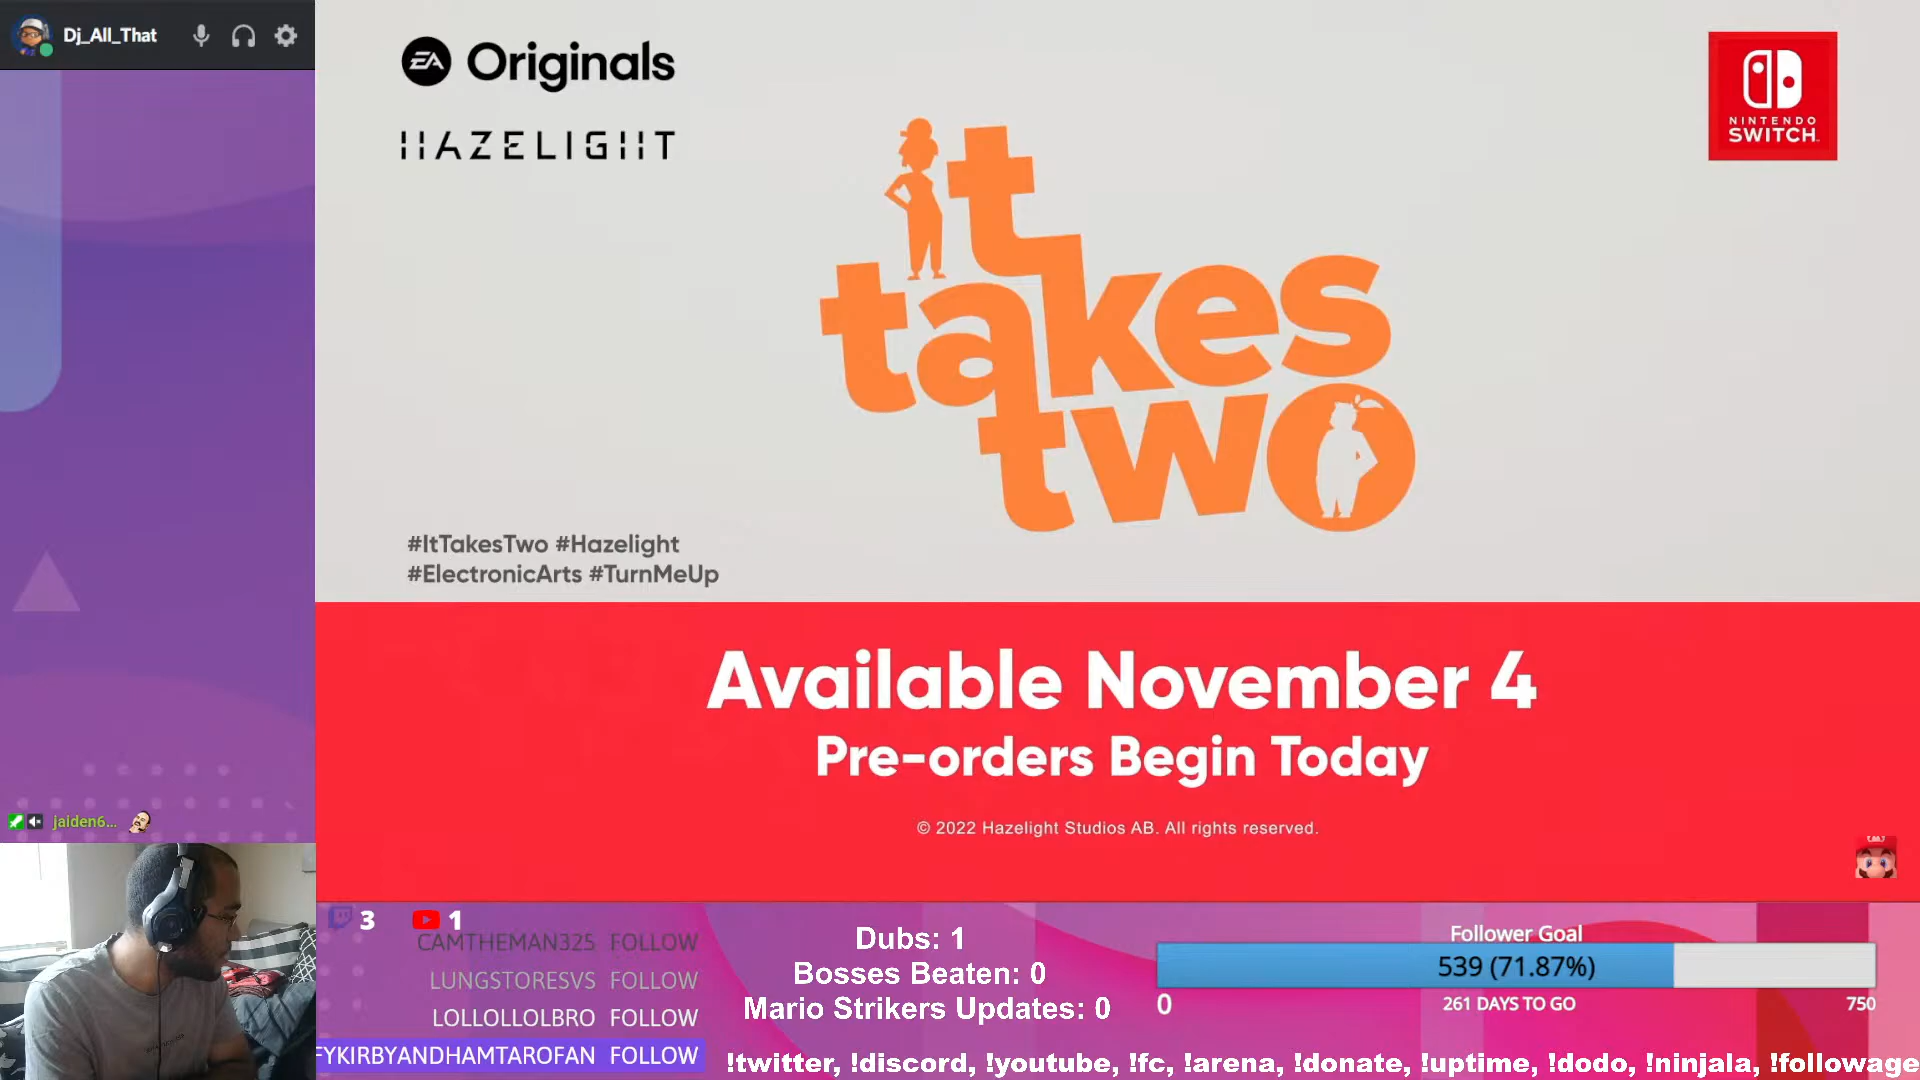 Dj_All_That
EA Originals
HAZELIGHT
NINTENDO
SWITCH
it
takes
two
#ItTakesTwo #Hazelight
#ElectronicArts #TurnMeUp
Available November 4
Pre-orders Begin Today
© 2022 Hazelight Studios AB. All rights reserved.
jaiden6...
3
1
CAMTHEMAN325 FOLLOW
LUNGSTORESVS FOLLOW
LOLLOLLOLBRO FOLLOW
FYKIRBYANDHAMTAROFAN FOLLOW
Dubs: 1
Bosses Beaten: 0
Mario Strikers Updates: 0
Follower Goal
539 (71.87%)
0
261 DAYS TO GO
750
!twitter, !discord, !youtube, !fc, !arena, !donate, !uptime, !dodo, !ninjala, !followage